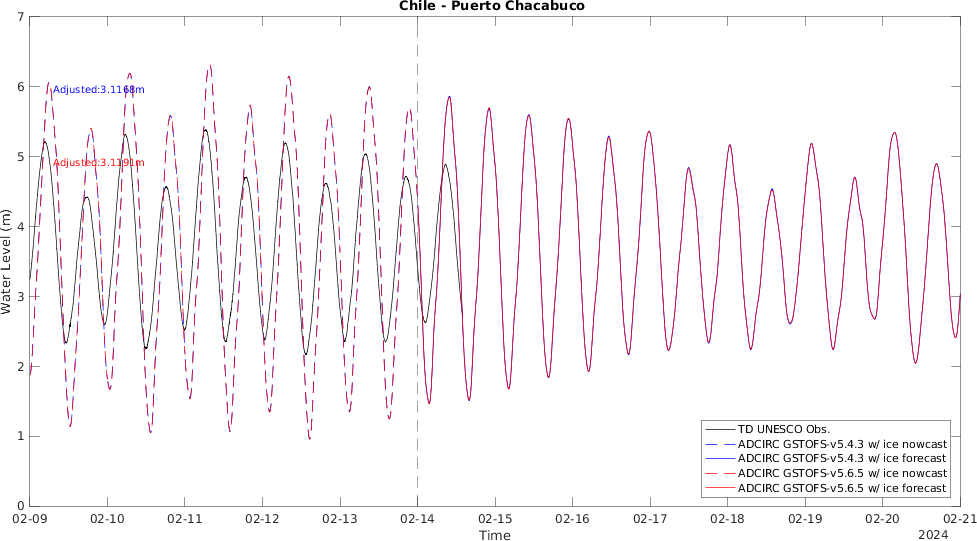 Chile - Puerto Chacabuco
7
6
5
4
3
2
1
0
Water Level (m)
Adjusted:3.1168m
Adjusted:3.1191m
TD UNESCO Obs.
ADCIRC GSTOFS-v5.4.3 w/ ice nowcast
ADCIRC GSTOFS-v5.4.3 w/ ice forecast
ADCIRC GSTOFS-v5.6.5 w/ ice nowcast
ADCIRC GSTOFS-v5.6.5 w/ ice forecast
02-09 02-10 02-11 02-12 02-13 02-14 02-15 02-16 02-17 02-18 02-19 02-20 02-21
Time
2024